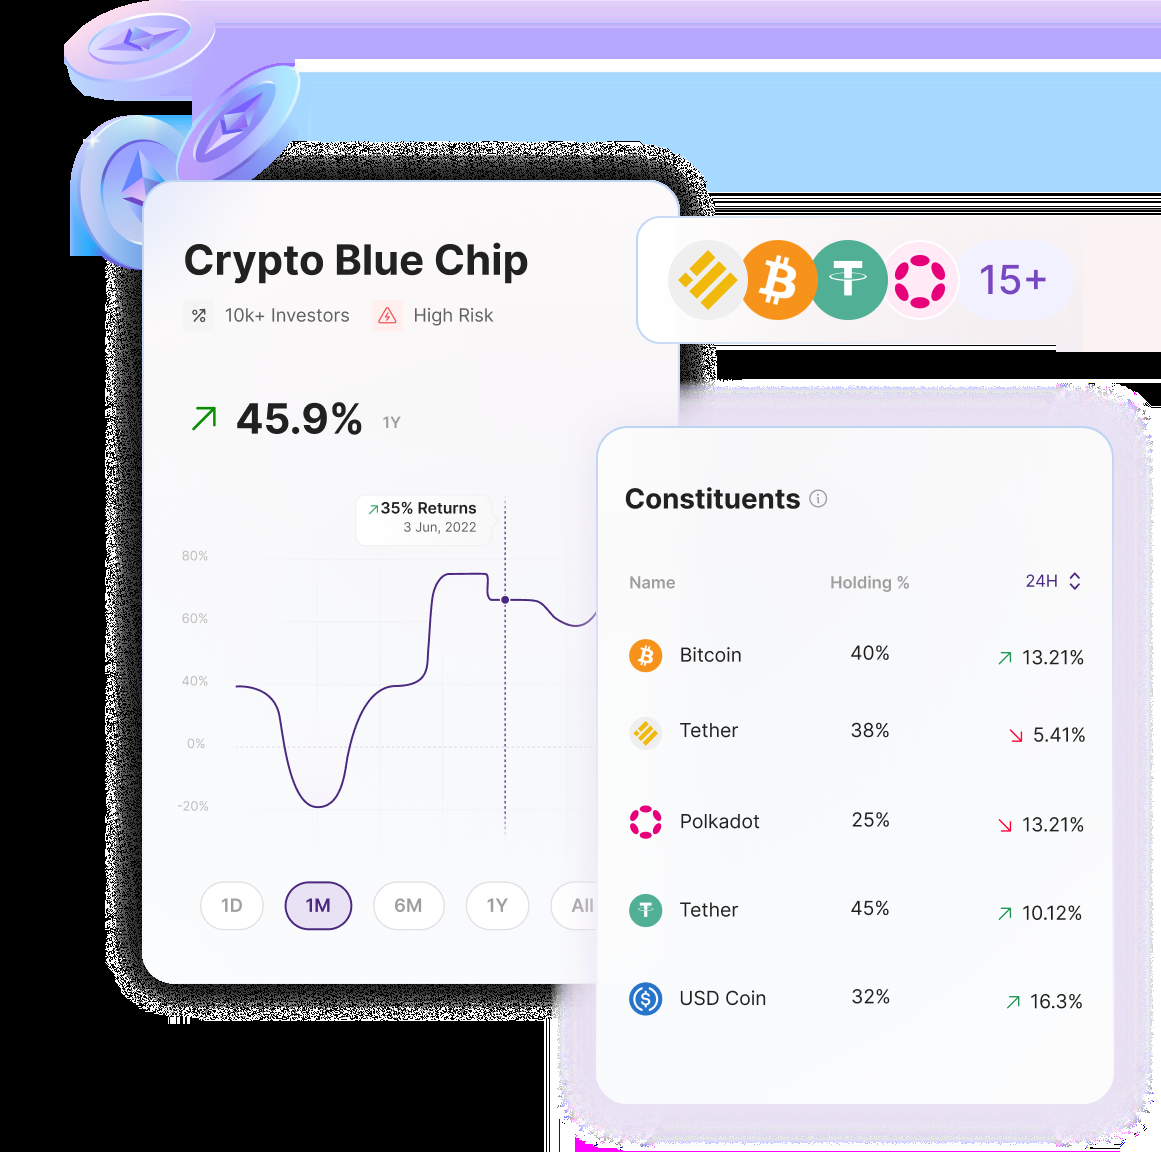 Crypto Blue Chip
10k+ Investors High Risk
15+
45.9% 1Y
35% Returns
3 Jun, 2022
80%
60%
40%
0%
-20%
1D 1M 6M 1Y All
Constituents
Name Holding % 24H
Bitcoin 40% 13.21%
Tether 38% 5.41%
Polkadot 25% 13.21%
Tether 45% 10.12%
USD Coin 32% 16.3%